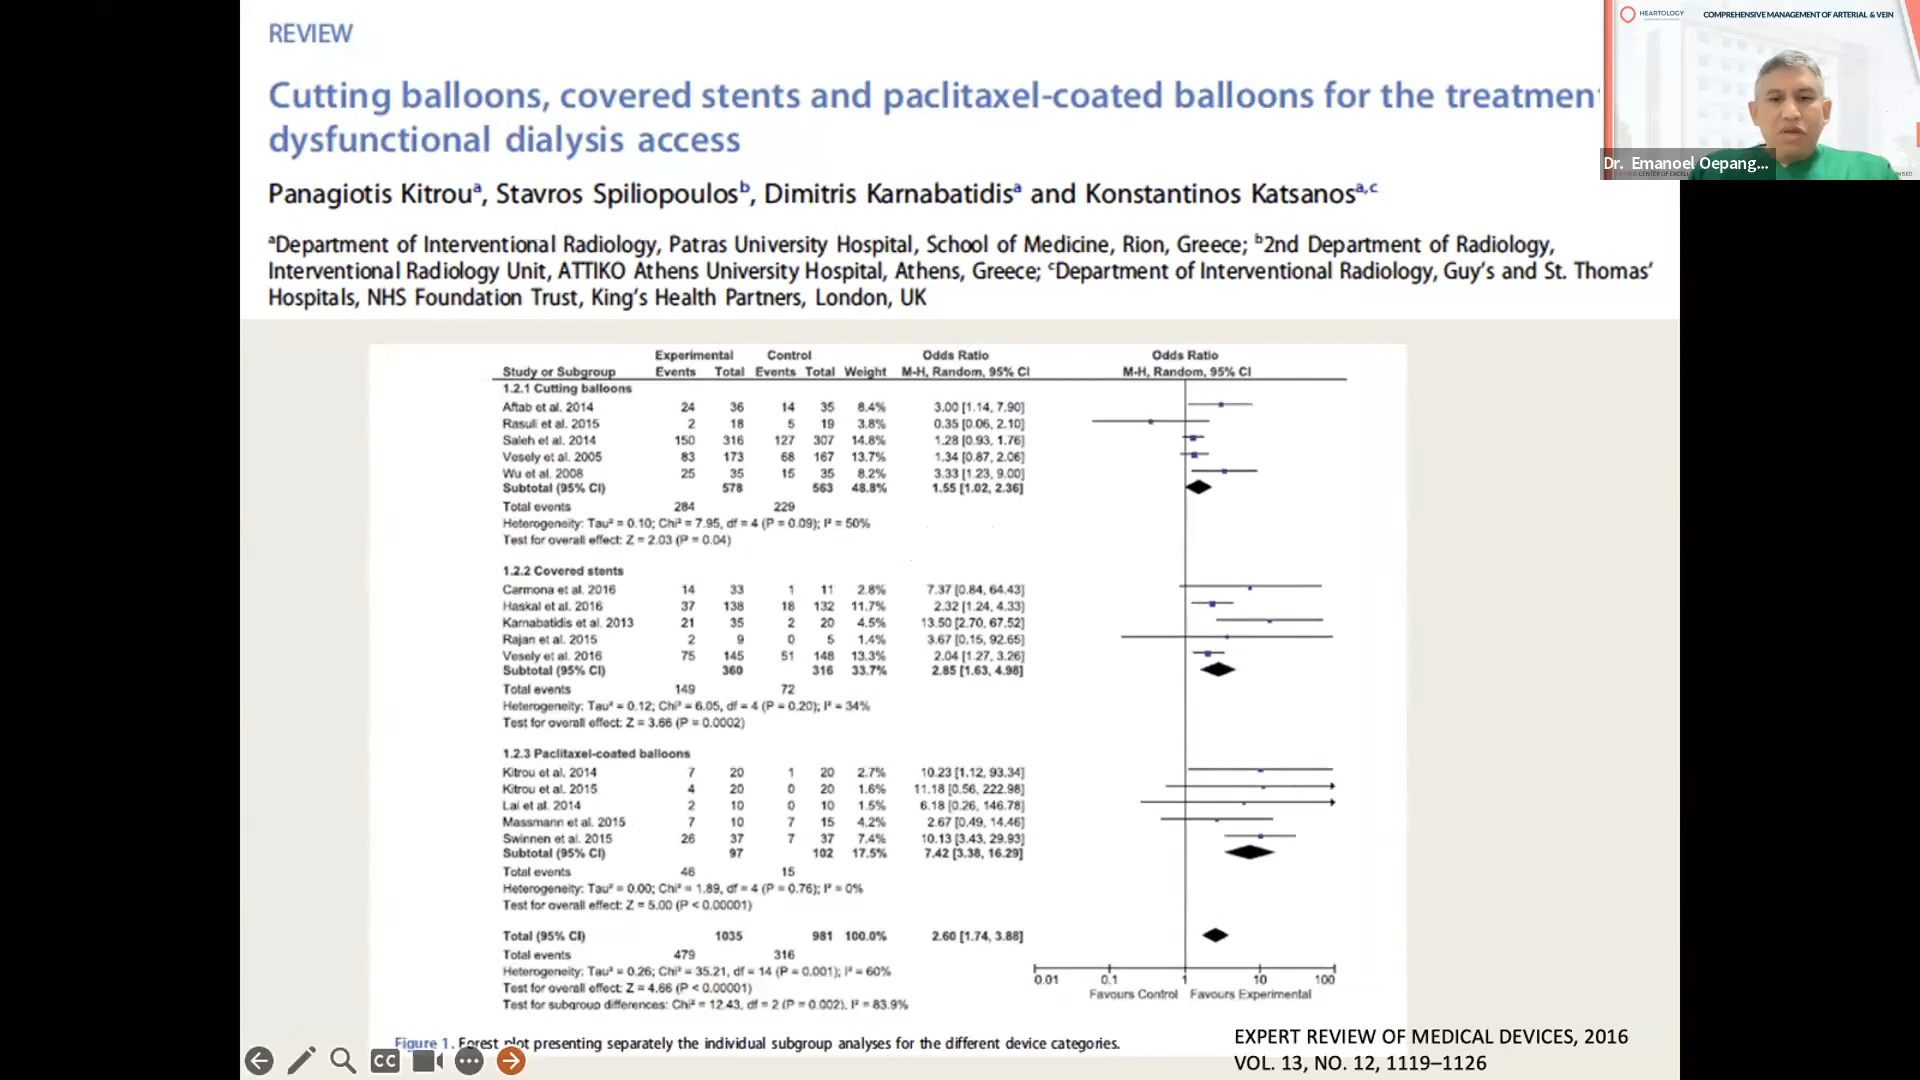 REVIEW
Cutting balloons, covered stents and paclitaxel-coated balloons for the treatmen
dysfunctional dialysis access
Panagiotis Kitrouᵃ, Stavros Spiliopoulosᵇ, Dimitris Karnabatidisᵃ and Konstantinos Katsanosᵃ,ᶜ
ᵃDepartment of Interventional Radiology, Patras University Hospital, School of Medicine, Rion, Greece; ᵇ2nd Department of Radiology,
Interventional Radiology Unit, ATTIKO Athens University Hospital, Athens, Greece; ᶜDepartment of Interventional Radiology, Guy's and St. Thomas'
Hospitals, NHS Foundation Trust, King's Health Partners, London, UK
HEARTOLOGY
COMPREHENSIVE MANAGEMENT OF ARTERIAL & VEIN
Dr. Emanoel Oepang...
Experimental Control Odds Ratio Odds Ratio
Study or Subgroup Events Total Events Total Weight M-H, Random, 95% CI M-H, Random, 95% CI
1.2.1 Cutting balloons
Aftab et al. 2014 24 36 14 35 8.4% 3.00 [1.14, 7.90]
Rasuli et al. 2015 2 18 5 19 3.8% 0.35 [0.06, 2.10]
Saleh et al. 2014 150 316 127 307 14.8% 1.28 [0.93, 1.76]
Vesely et al. 2005 83 173 68 167 13.7% 1.34 [0.87, 2.06]
Wu et al. 2008 25 35 15 35 8.2% 3.33 [1.23, 9.00]
Subtotal (95% CI) 578 563 48.8% 1.55 [1.02, 2.36]
Total events 284 229
Heterogeneity: Tau² = 0.10; Chi² = 7.95, df = 4 (P = 0.09); I² = 50%
Test for overall effect: Z = 2.03 (P = 0.04)
1.2.2 Covered stents
Carmona et al. 2016 14 33 1 11 2.8% 7.37 [0.84, 64.43]
Haskal et al. 2016 37 138 18 132 11.7% 2.32 [1.24, 4.33]
Karnabatidis et al. 2013 21 35 2 20 4.5% 13.50 [2.70, 67.52]
Rajan et al. 2015 2 9 0 5 1.4% 3.67 [0.15, 92.65]
Vesely et al. 2016 75 145 51 148 13.3% 2.04 [1.27, 3.26]
Subtotal (95% CI) 360 316 33.7% 2.85 [1.63, 4.98]
Total events 149 72
Heterogeneity: Tau² = 0.12; Chi² = 6.05, df = 4 (P = 0.20); I² = 34%
Test for overall effect: Z = 3.66 (P = 0.0002)
1.2.3 Paclitaxel-coated balloons
Kitrou et al. 2014 7 20 1 20 2.7% 10.23 [1.12, 93.34]
Kitrou et al. 2015 4 20 0 20 1.6% 11.18 [0.56, 222.98]
Lai et al. 2014 2 10 0 10 1.5% 6.18 [0.26, 146.78]
Massmann et al. 2015 7 10 7 15 4.2% 2.67 [0.49, 14.46]
Swinnen et al. 2015 26 37 7 37 7.4% 10.13 [3.43, 29.93]
Subtotal (95% CI) 97 102 17.5% 7.42 [3.38, 16.29]
Total events 46 15
Heterogeneity: Tau² = 0.00; Chi² = 1.89, df = 4 (P = 0.76); I² = 0%
Test for overall effect: Z = 5.00 (P < 0.00001)
Total (95% CI) 1035 981 100.0% 2.60 [1.74, 3.88]
Total events 479 316
Heterogeneity: Tau² = 0.26; Chi² = 35.21, df = 14 (P = 0.001); I² = 60%
Test for overall effect: Z = 4.66 (P < 0.00001)
Test for subgroup differences: Chi² = 12.43, df = 2 (P = 0.002), I² = 83.9%
0.01 0.1 1 10 100
Favours Control Favours Experimental
Figure 1. Forest plot presenting separately the individual subgroup analyses for the different device categories.
EXPERT REVIEW OF MEDICAL DEVICES, 2016
VOL. 13, NO. 12, 1119–1126
CC